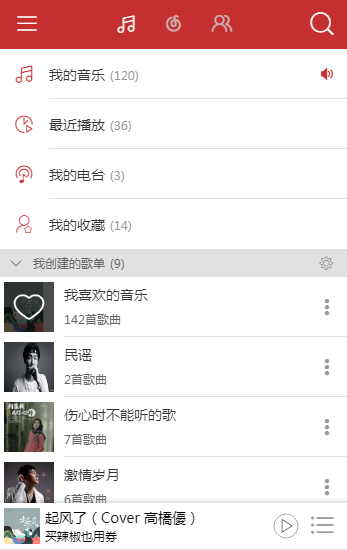 我的音乐 (120)
最近播放 (36)
我的电台 (3)
我的收藏 (14)
我创建的歌单 (9)
我喜欢的音乐
142首歌曲
民谣
2首歌曲
伤心时不能听的歌
7首歌曲
激情岁月
6首歌曲
起风了 ( Cover 高橋優 )
买辣椒也用券